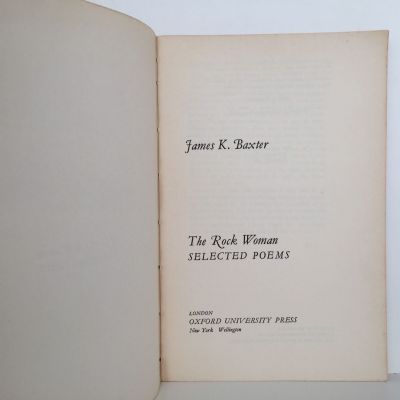 James K. Baxter
The Rock Woman
SELECTED POEMS
LONDON
OXFORD UNIVERSITY PRESS
New York Wellington